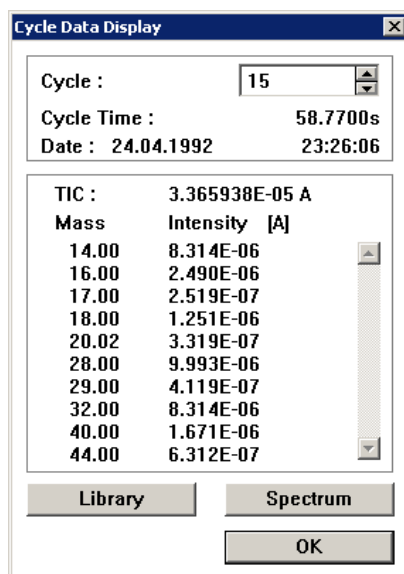 Cycle Data Display
Cycle : 15
Cycle Time : 58.7700s
Date : 24.04.1992 23:26:06
TIC : 3.365938E-05 A
Mass Intensity [A]
14.00 8.314E-06
16.00 2.490E-06
17.00 2.519E-07
18.00 1.251E-06
20.02 3.319E-07
28.00 9.993E-06
29.00 4.119E-07
32.00 8.314E-06
40.00 1.671E-06
44.00 6.312E-07
Library Spectrum
OK